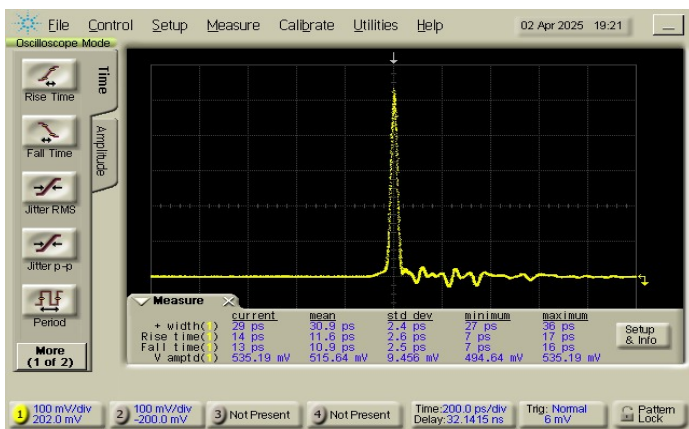 File Control Setup Measure Calibrate Utilities Help 02 Apr 2025 19:21
Oscilloscope Mode
Time
Amplitude
Rise Time
Fall Time
Jitter RMS
Jitter p-p
Period
More
(1 of 2)
Measure
current mean std dev minimum maximum
+ width(1) 29 ps 30.9 ps 2.4 ps 27 ps 36 ps
Rise time(1) 14 ps 11.6 ps 2.6 ps 7 ps 17 ps
Fall time(1) 13 ps 10.9 ps 2.5 ps 7 ps 16 ps
V amptd(1) 535.19 mV 515.64 mV 9.456 mV 494.64 mV 535.19 mV
Setup
& Info
1 100 mV/div
202.0 mV
2 100 mV/div
-200.0 mV
3 Not Present
4 Not Present
Time:200.0 ps/div
Delay:32.1415 ns
Trig: Normal
6 mV
Pattern
Lock